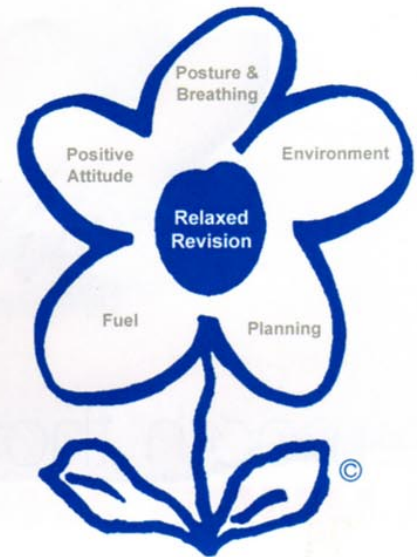 Posture &
Breathing
Positive
Attitude
Environment
Relaxed
Revision
Fuel
Planning
©